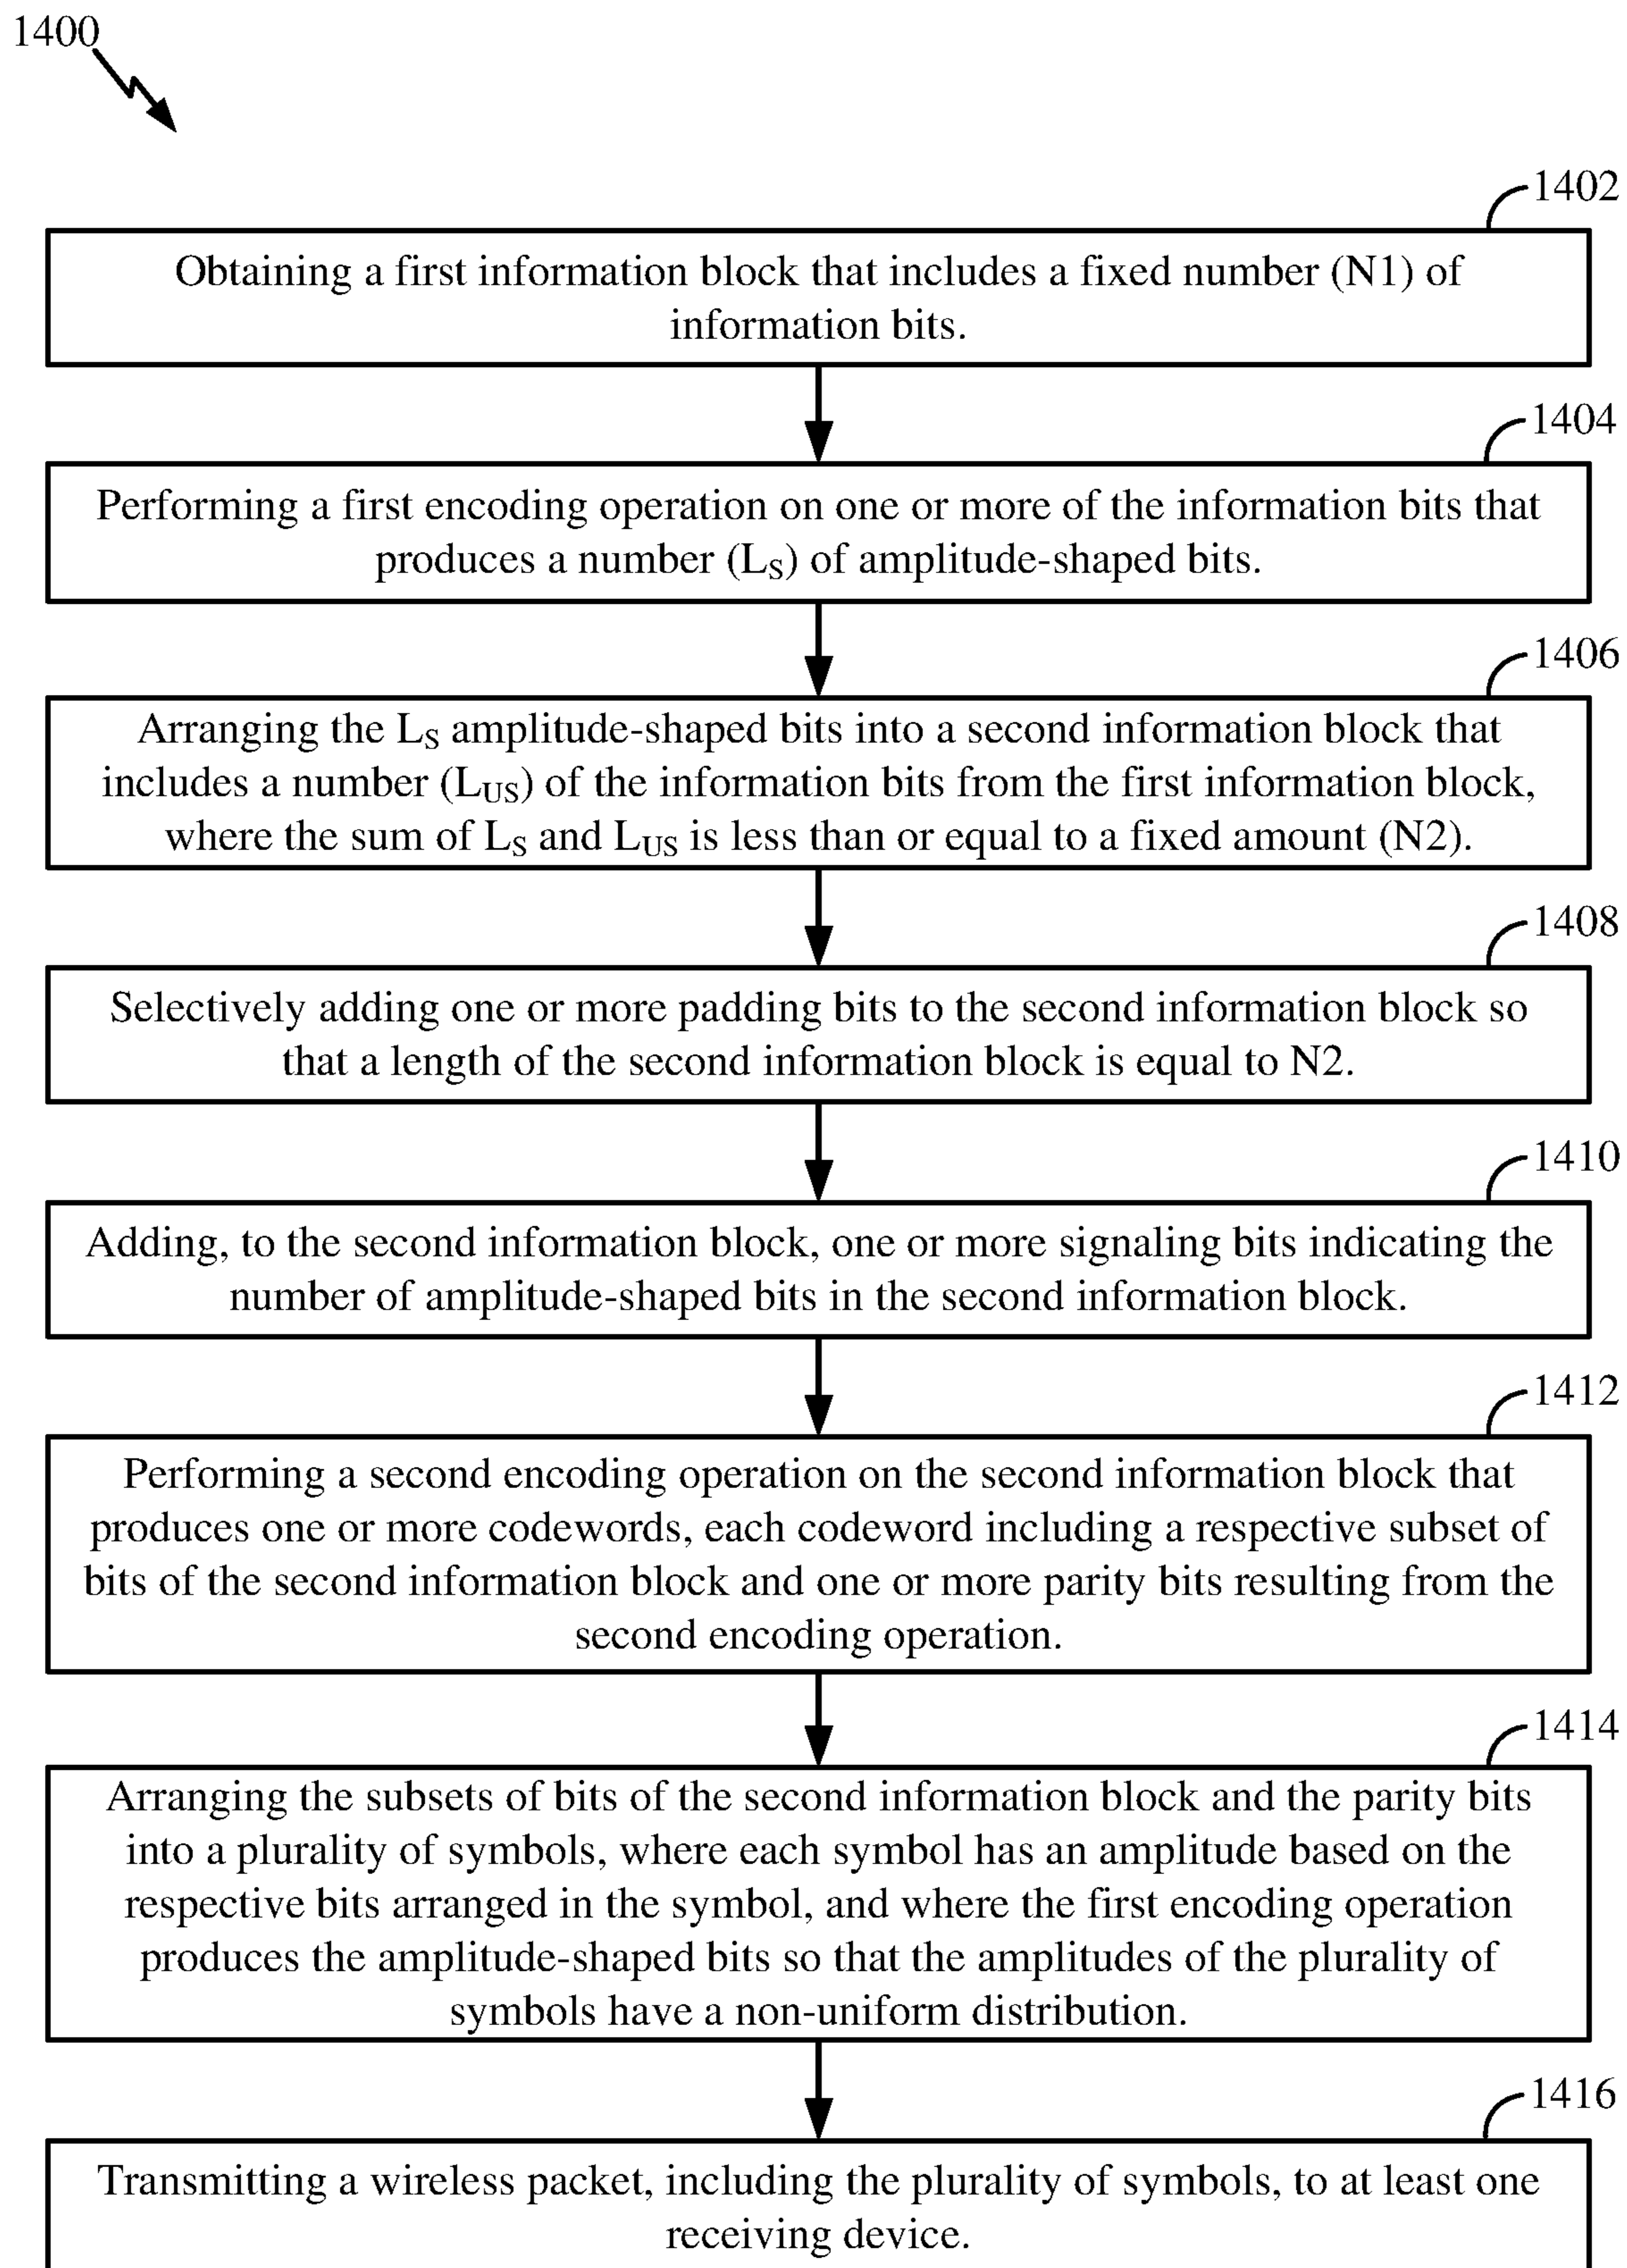 1400
1402
Obtaining a first information block that includes a fixed number (N1) of
information bits.
1404
Performing a first encoding operation on one or more of the information bits that
produces a number (LS) of amplitude-shaped bits.
1406
Arranging the LS amplitude-shaped bits into a second information block that
includes a number (LUS) of the information bits from the first information block,
where the sum of LS and LUS is less than or equal to a fixed amount (N2).
1408
Selectively adding one or more padding bits to the second information block so
that a length of the second information block is equal to N2.
1410
Adding, to the second information block, one or more signaling bits indicating the
number of amplitude-shaped bits in the second information block.
1412
Performing a second encoding operation on the second information block that
produces one or more codewords, each codeword including a respective subset of
bits of the second information block and one or more parity bits resulting from the
second encoding operation.
1414
Arranging the subsets of bits of the second information block and the parity bits
into a plurality of symbols, where each symbol has an amplitude based on the
respective bits arranged in the symbol, and where the first encoding operation
produces the amplitude-shaped bits so that the amplitudes of the plurality of
symbols have a non-uniform distribution.
1416
Transmitting a wireless packet, including the plurality of symbols, to at least one
receiving device.